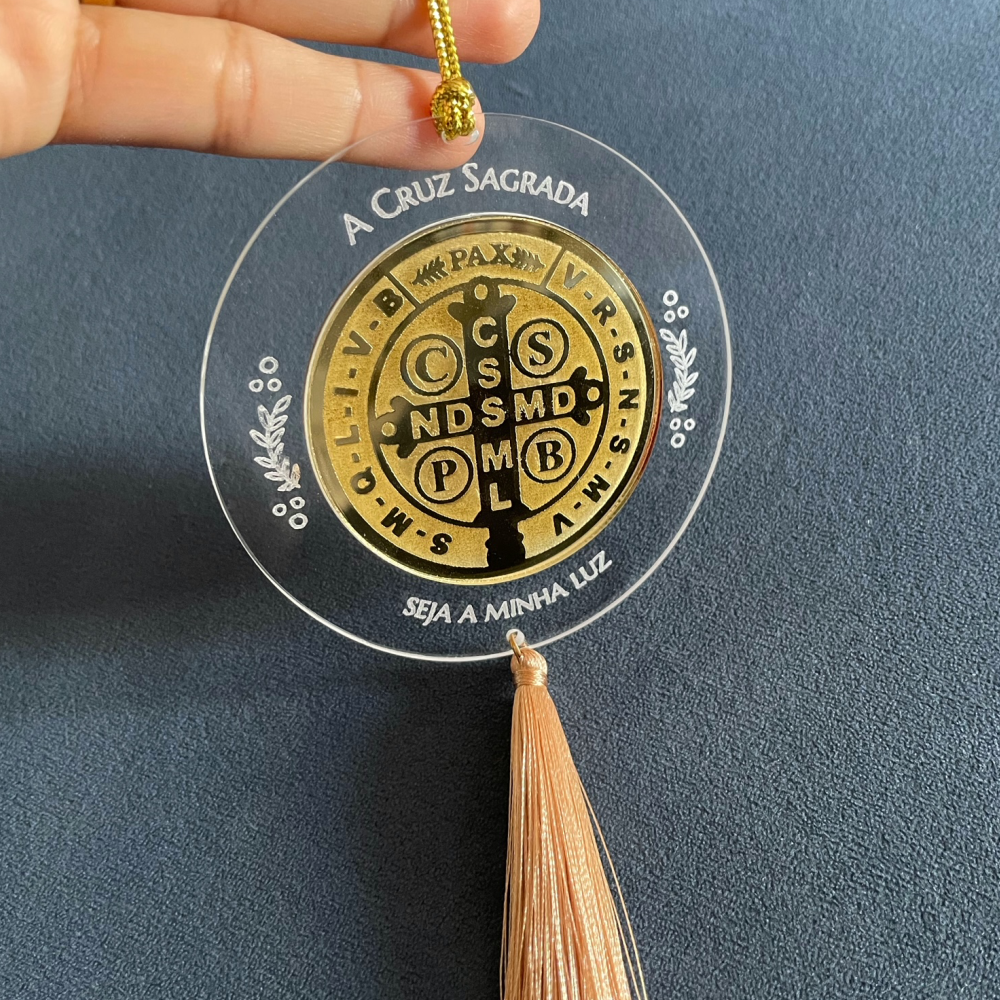 A CRUZ SAGRADA
PAX
V-R-S-N-S-M-V
S-M-Q-L-I-V-B
C S
C
S
NDSMD
M
L
P B
SEJA A MINHA LUZ